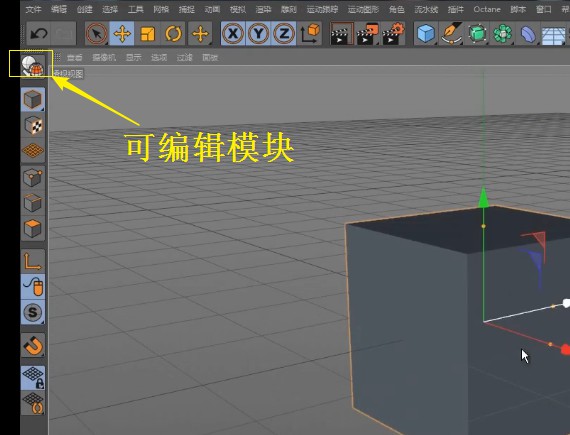 文件 编辑 创建 选择 工具 网格 捕捉 动画 模拟 渲染 雕刻 运动跟踪 运动图形 角色 流水线 插件 Octane 脚本 窗口
X Y Z
查看 摄像机 显示 选项 过滤 面板
透视视图
可编辑模块
S